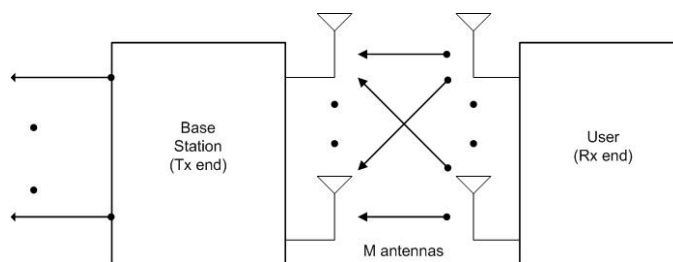 Base
Station
(Tx end)
User
(Rx end)
M antennas